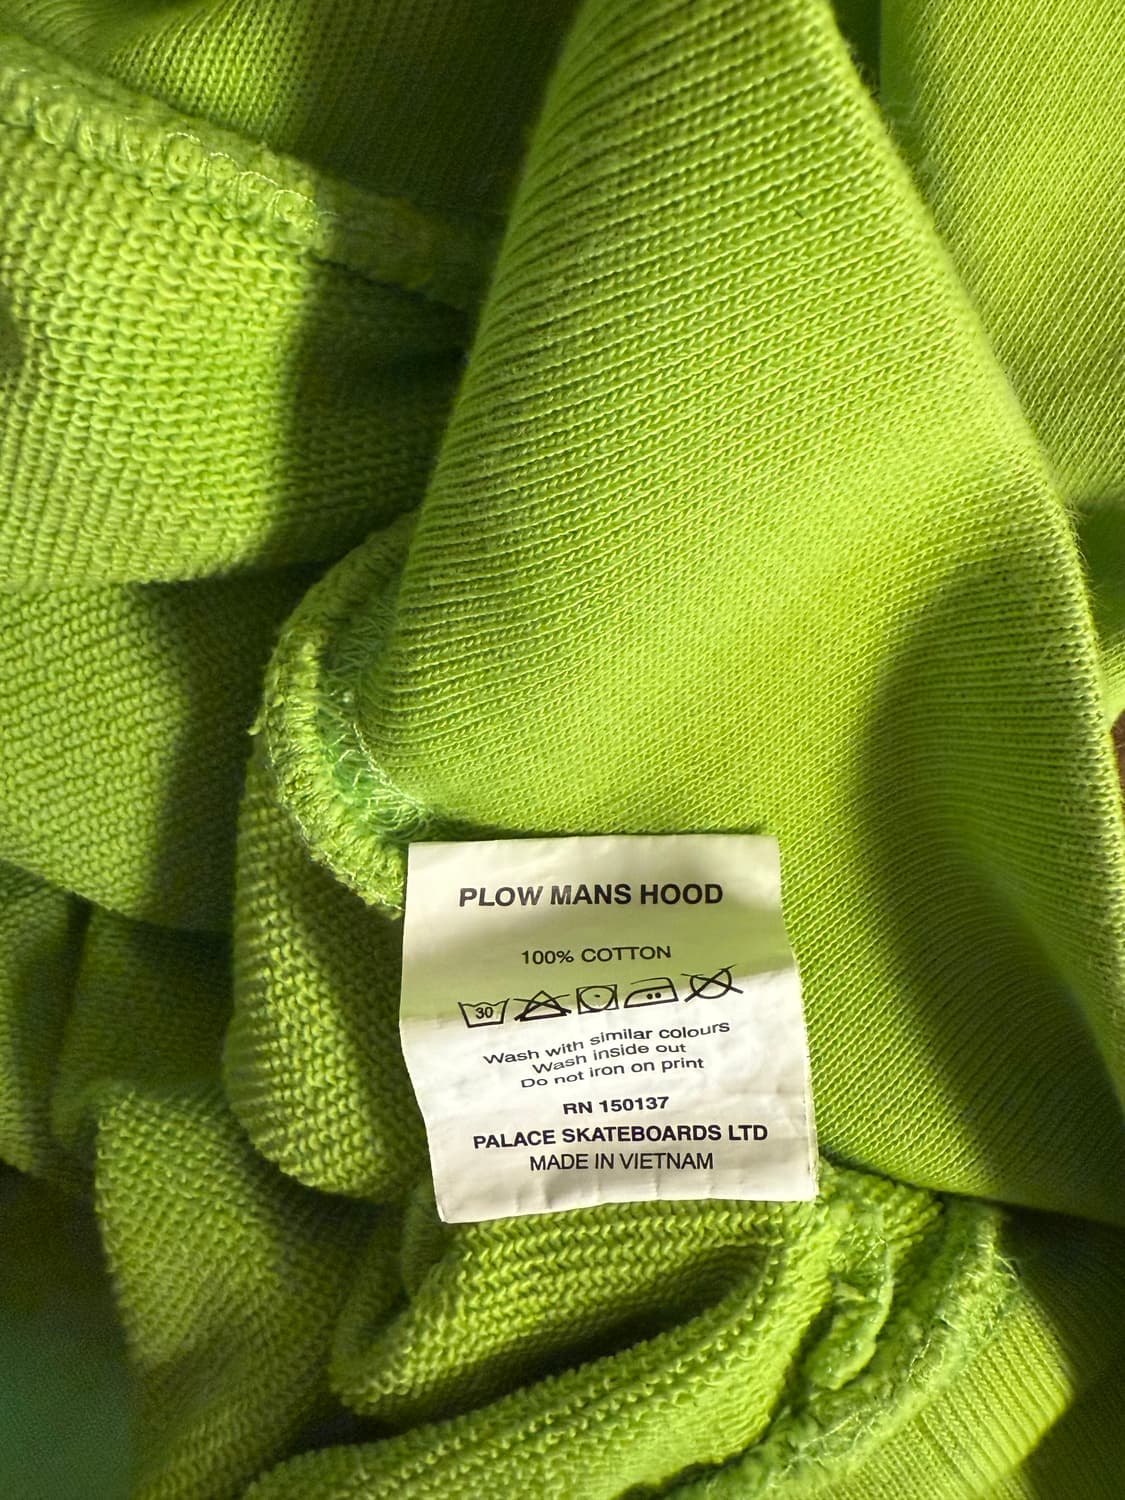 PLOW MANS HOOD
100% COTTON
30
Wash with similar colours
Wash inside out
Do not iron on print
RN 150137
PALACE SKATEBOARDS LTD
MADE IN VIETNAM